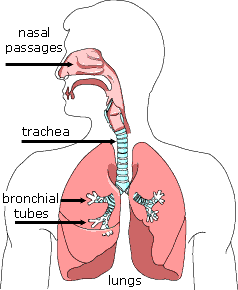 nasal
passages
trachea
bronchial
tubes
lungs